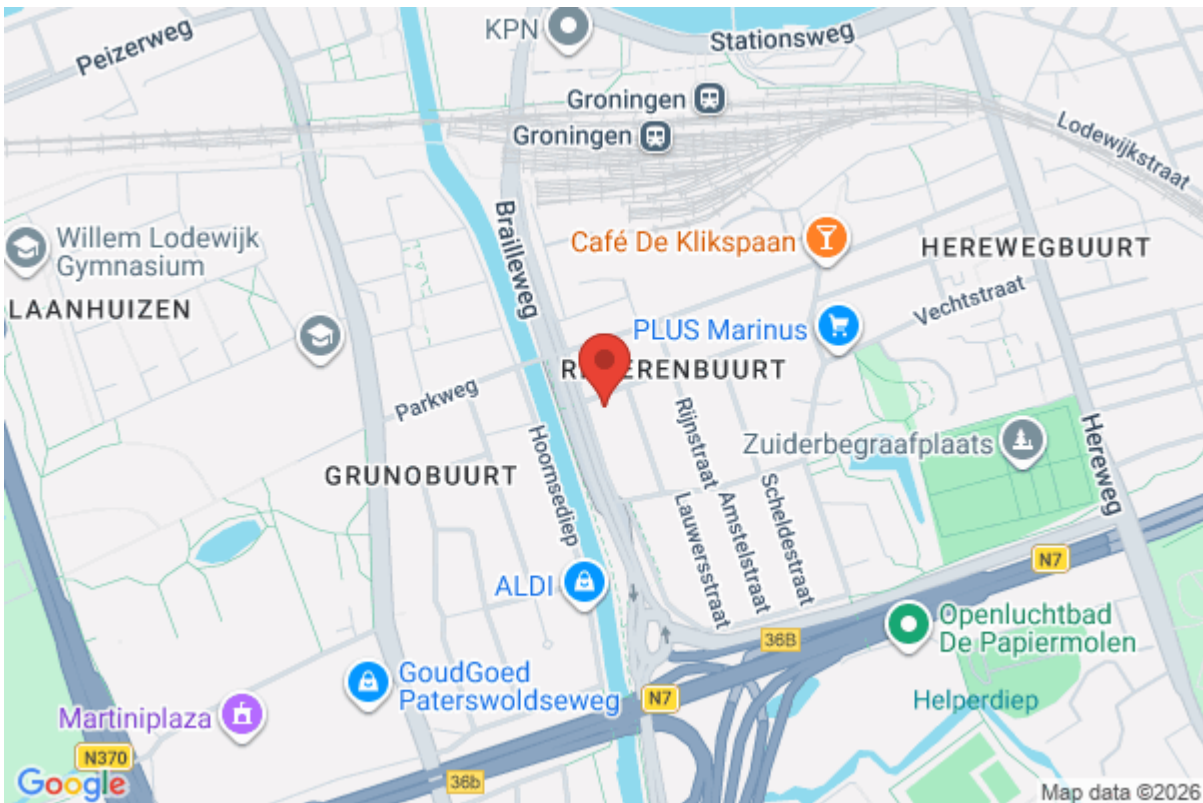 Peizerweg
KPN
Stationsweg
Groningen
Groningen
Lodewijkstraat
Brailleweg
Willem Lodewijk
Gymnasium
Café De Klikspaan
HEREWEGBUURT
LAANHUIZEN
Vechtstraat
PLUS Marinus
R ERENBUURT
Parkweg
Rijnstraat
Zuiderbegraafplaats
Hereweg
GRUNOBUURT
Hoornsediep
Scheldestraat
Amstelstraat
Lauwersstraat
N7
ALDI
Openluchtbad
De Papiermolen
36B
GoudGoed
Paterswoldseweg
N7
Helperdiep
Martiniplaza
N370
36b
Google
Map data ©2026